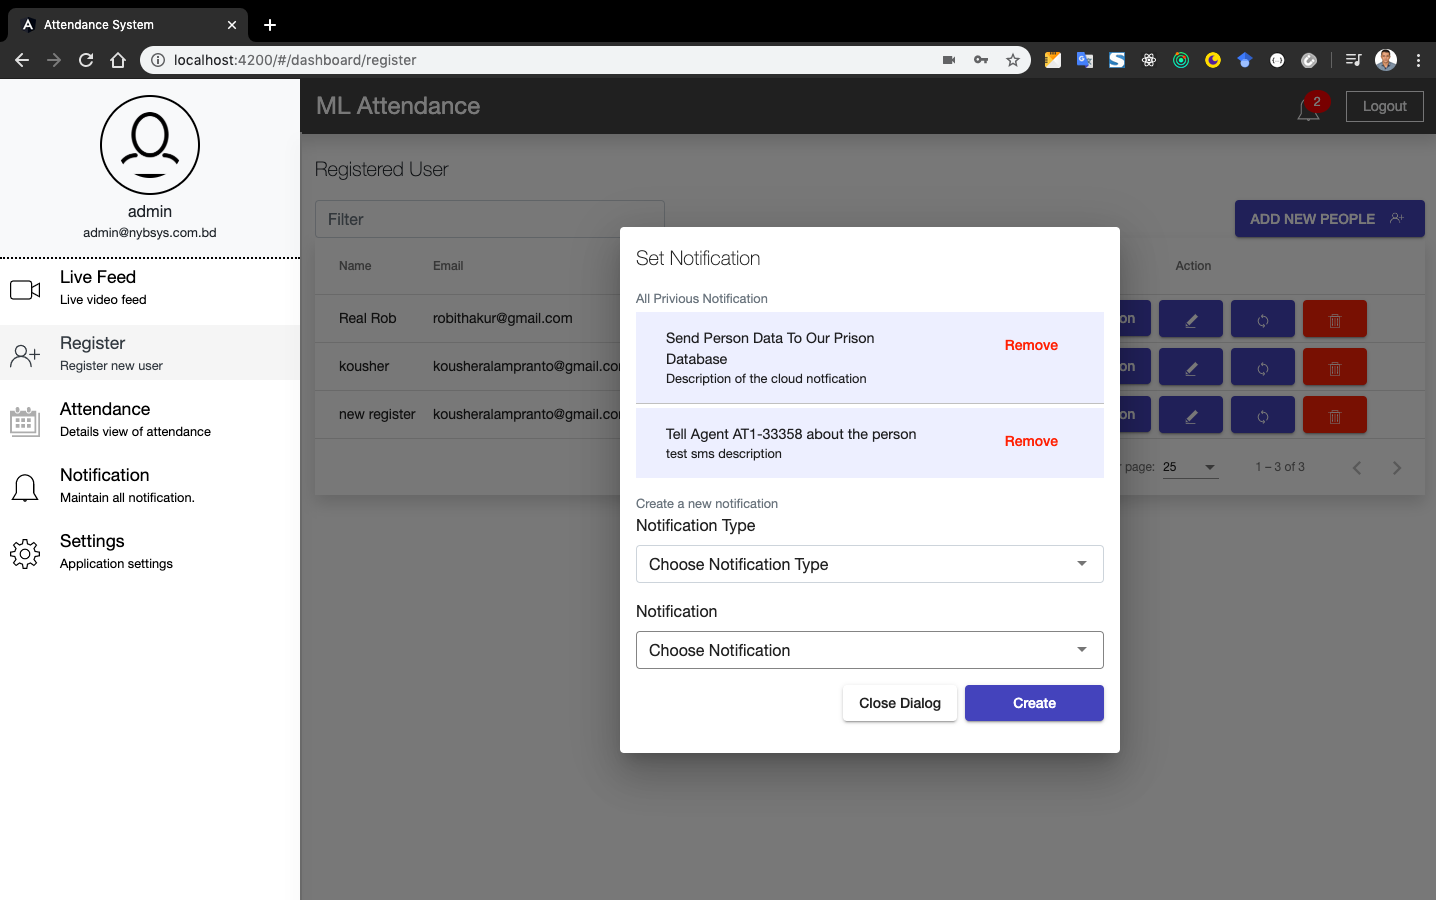 Attendance System
localhost:4200/#/dashboard/register
admin
admin@nybsys.com.bd
Live Feed
Live video feed
Register
Register new user
Attendance
Details view of attendance
Notification
Maintain all notification.
Settings
Application settings
ML Attendance
2
Logout
Registered User
Filter
ADD NEW PEOPLE
Name Email Action
Real Rob robithakur@gmail.com on
kousher kousheralampranto@gmail.co on
new register kousheralampranto@gmail.co on
page: 25 1 – 3 of 3
Set Notification
All Privious Notification
Send Person Data To Our Prison
Database
Description of the cloud notfication
Remove
Tell Agent AT1-33358 about the person
test sms description
Remove
Create a new notification
Notification Type
Choose Notification Type
Notification
Choose Notification
Close Dialog
Create